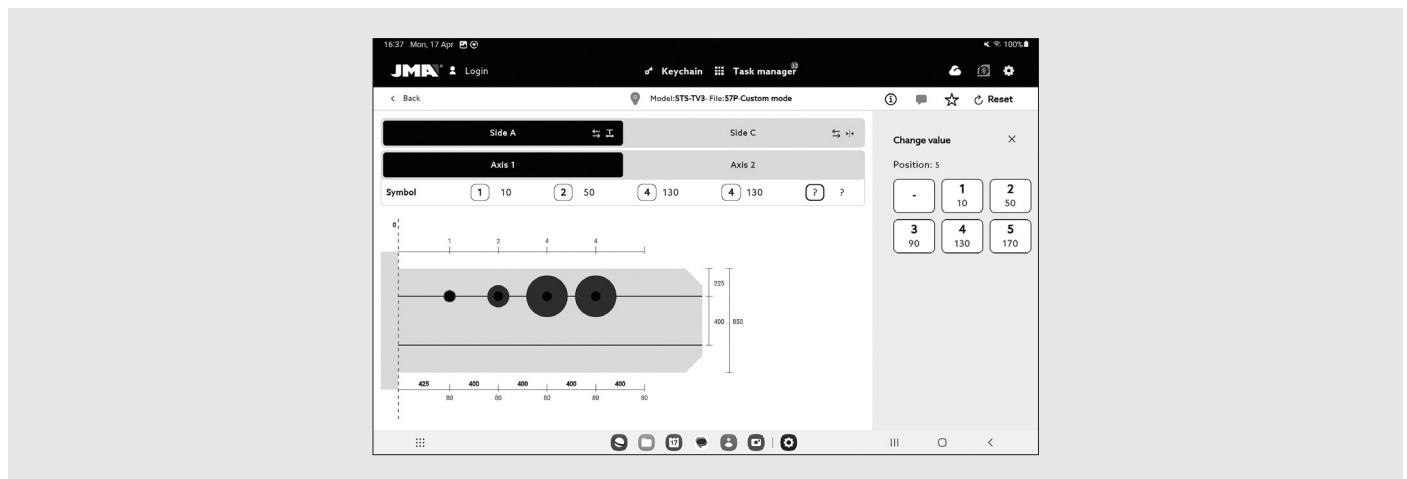 16:37 Mon, 17 Apr 100%
JMA Login Keychain Task manager 32
Back Model:STS-TV3- File:57P-Custom mode Reset
Side A Side C
Axis 1 Axis 2
Symbol 1 10 2 50 4 130 4 130 ? ?
Change value
Position: 5
- 1 2
10 50
3 4 5
90 130 170
0
1 2 4 4
225
400 850
425 400 400 400 400
80 80 80 80 80
17